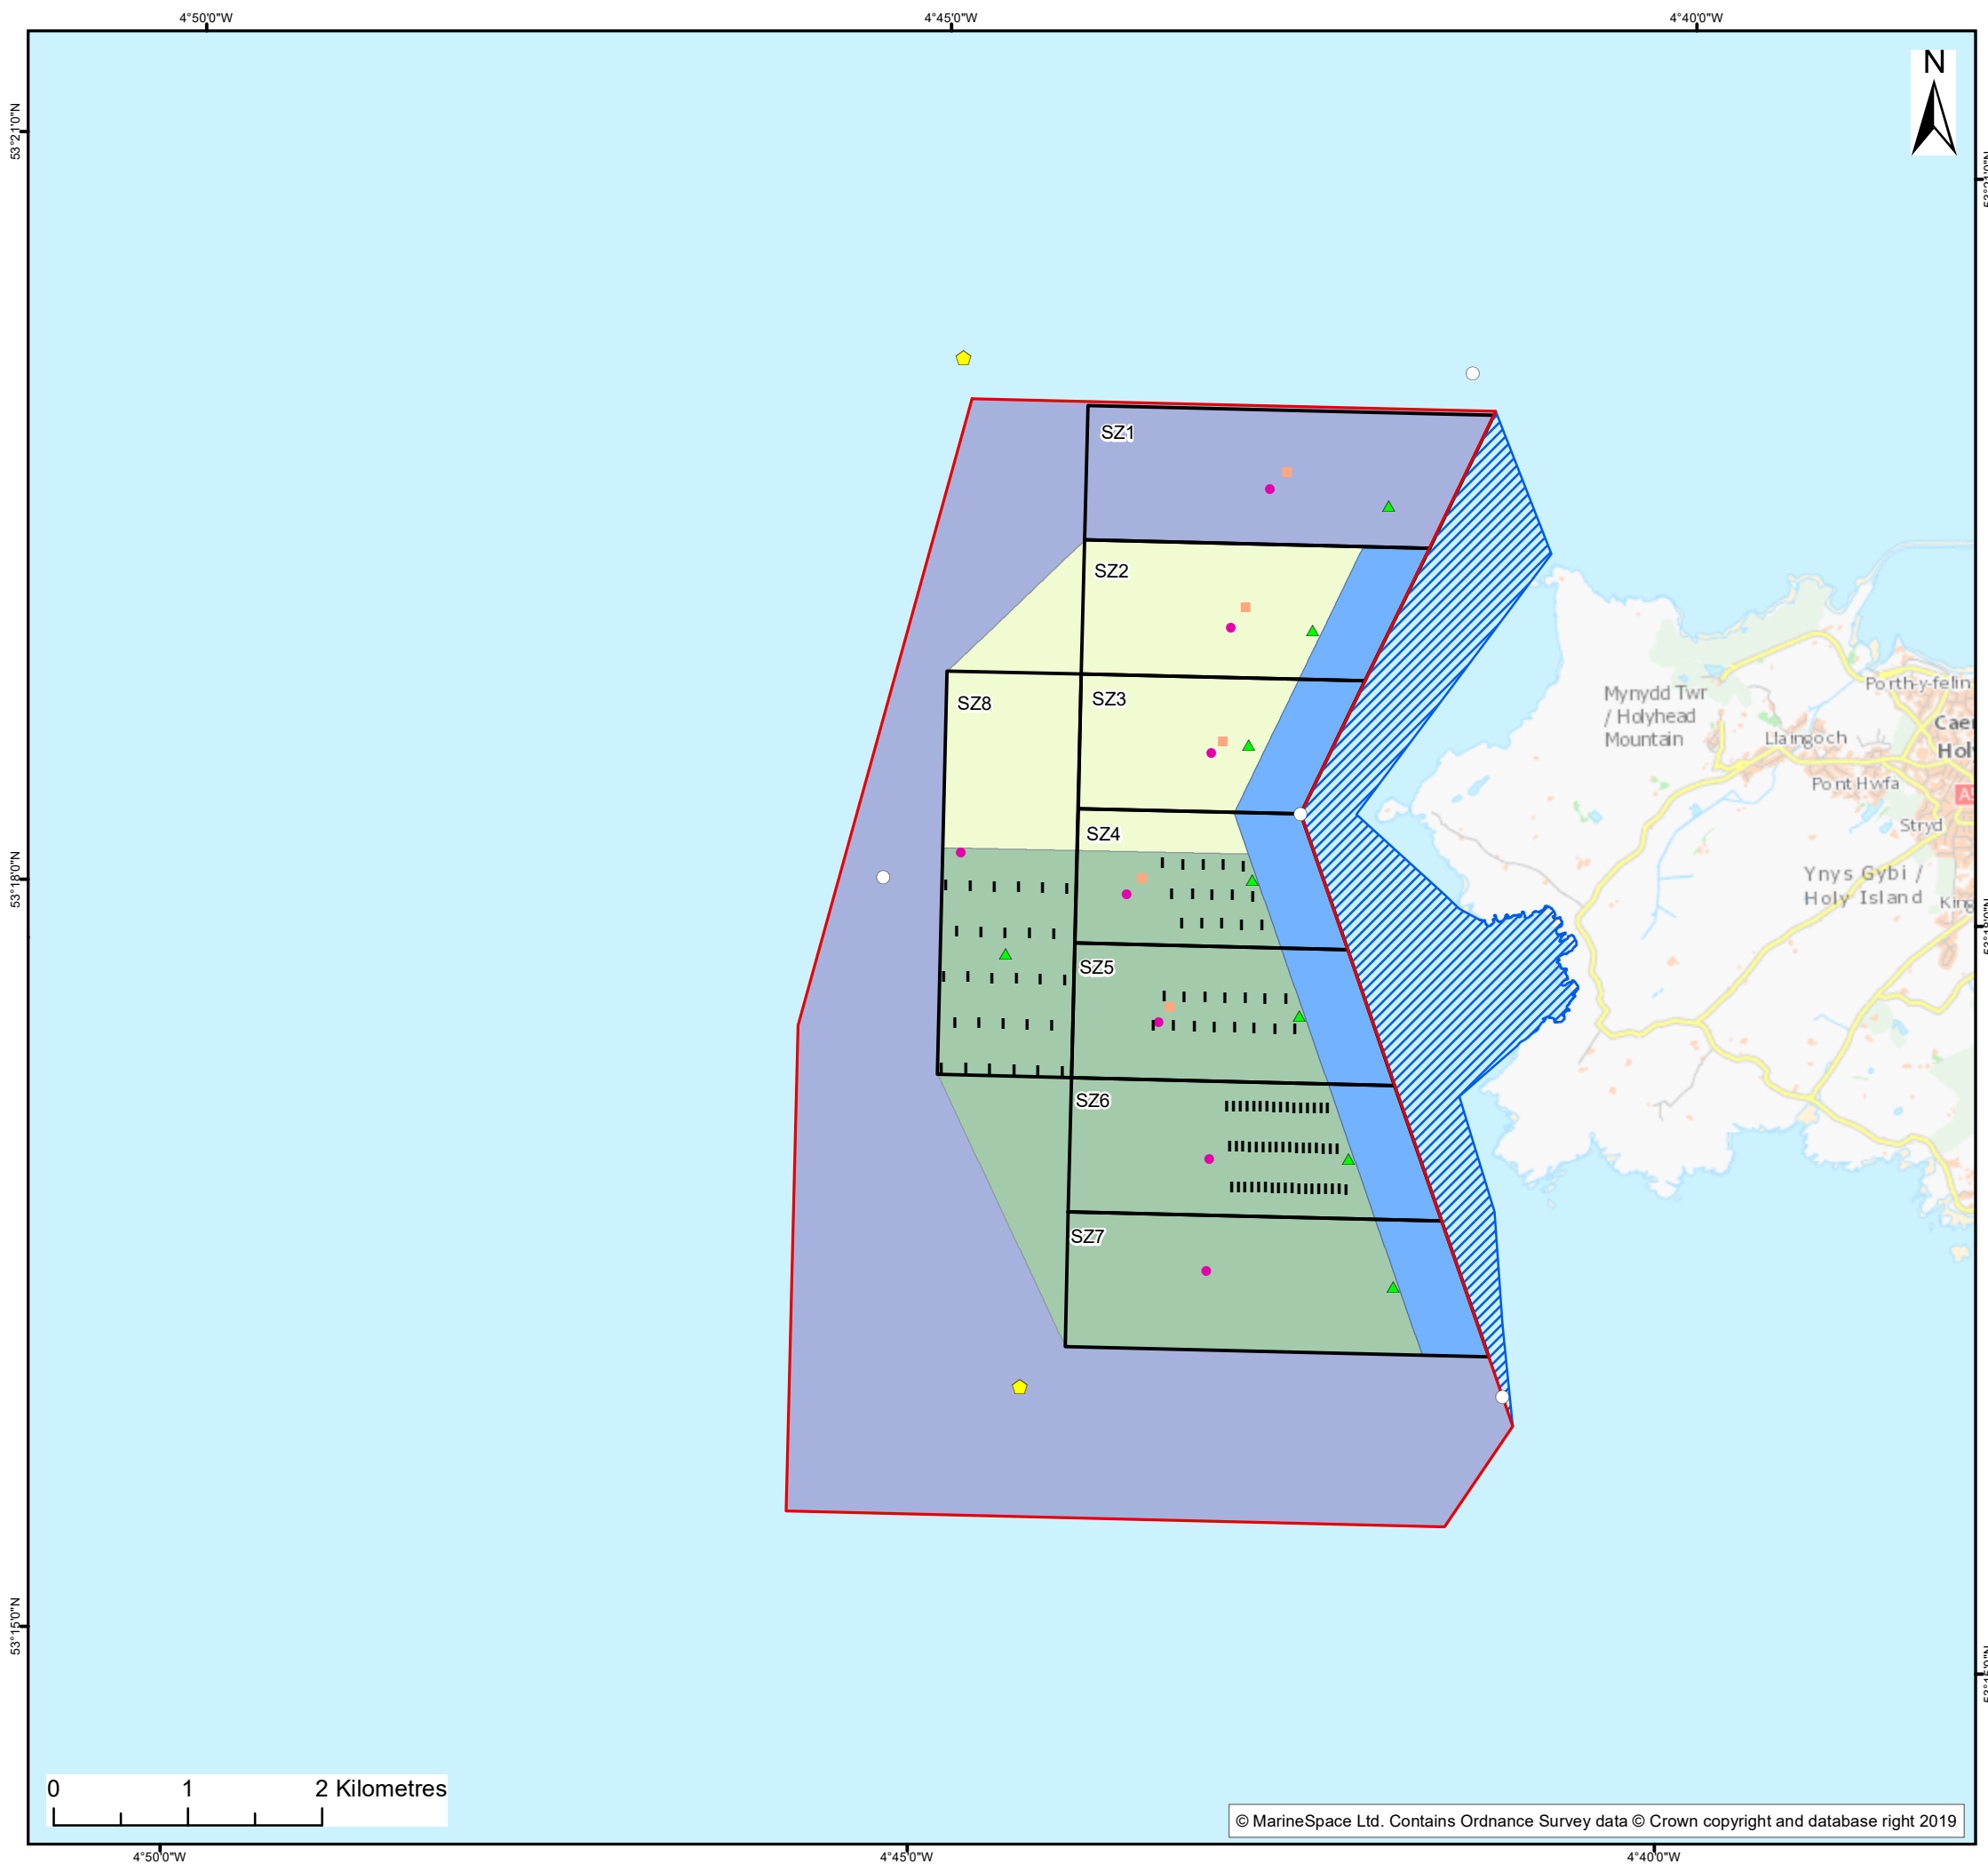 4°50'0"W
4°45'0"W
4°40'0"W
53°21'0"N
N
SZ1
SZ2
SZ3
SZ8
SZ4
SZ5
SZ6
SZ7
Mynydd Twr
/ Holyhead
Mountain
Porth-y-felin
Llaingoch
Pont Hwfa
Stryd
Ynys Gybi /
Holy Island
53°18'0"N
53°15'0"N
0 1 2 Kilometres
© MarineSpace Ltd. Contains Ordnance Survey data © Crown copyright and database right 2019
4°50'0"W
4°45'0"W
4°40'0"W